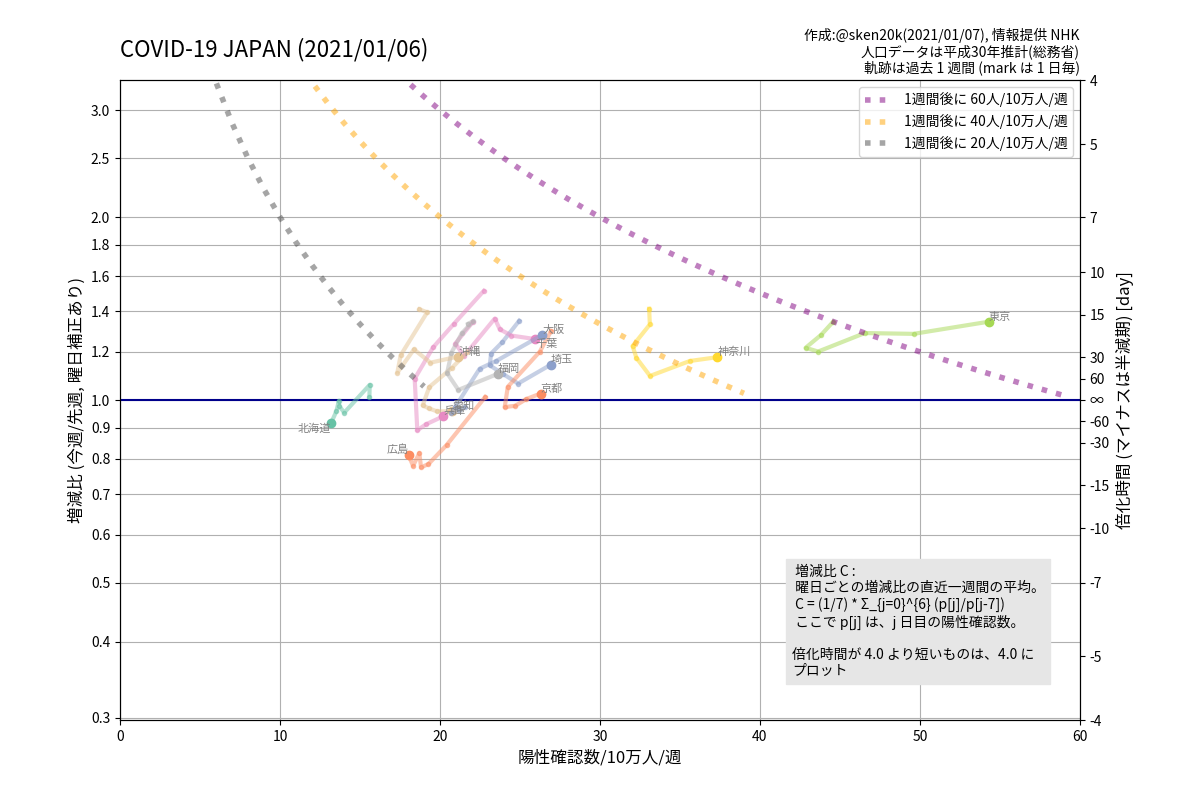 COVID-19 JAPAN (2021/01/06)
作成:@sken20k(2021/01/07), 情報提供 NHK
人口データは平成30年推計(総務省)
軌跡は過去１週間 (mark は１日毎)
1週間後に 60人/10万人/週
1週間後に 40人/10万人/週
1週間後に 20人/10万人/週
増減比 (今週/先週, 曜日補正あり)
3.0
2.5
2.0
1.8
1.6
1.4
1.2
1.0
0.9
0.8
0.7
0.6
0.5
0.4
0.3
4
5
7
10
15
30
60
∞
-60
-30
-15
-10
-7
-5
-4
倍化時間 (マイナスは半減期) [day]
東京
大阪
千葉
神奈川
沖縄
埼玉
福岡
京都
愛知
兵庫
北海道
広島
増減比 C :
曜日ごとの増減比の直近一週間の平均。
C = (1/7) * Σ_{j=0}^{6} (p[j]/p[j-7])
ここで p[j] は、j 日目の陽性確認数。
倍化時間が 4.0 より短いものは、4.0 に
プロット
0 10 20 30 40 50 60
陽性確認数/10万人/週